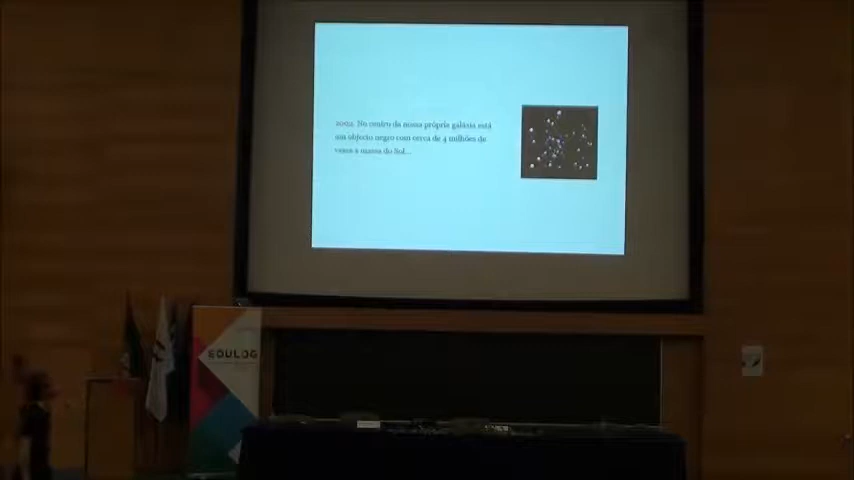 2002. No centro da nossa própria galáxia está
um objecto negro com cerca de 4 milhões de
vezes a massa do Sol...
EDULOG